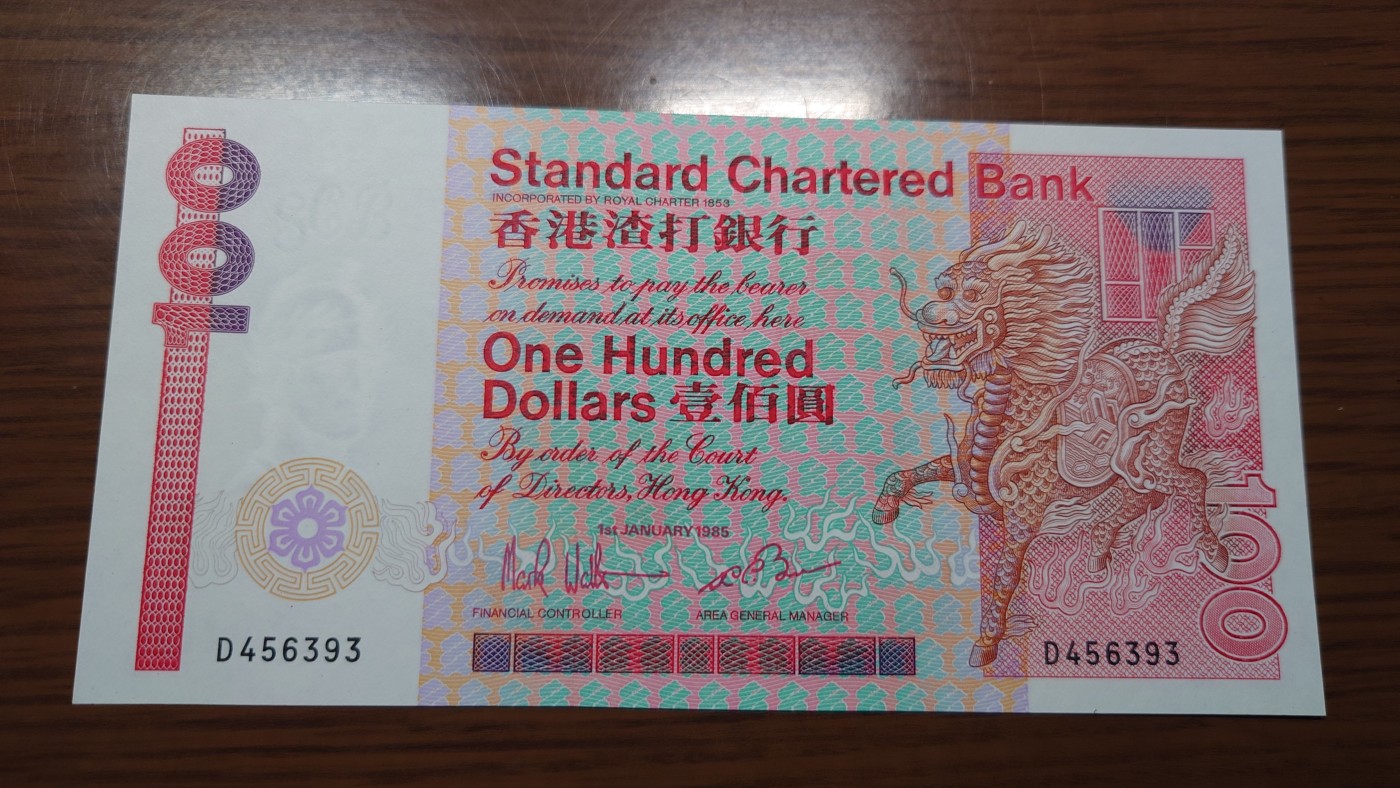 100
Standard Chartered Bank
INCORPORATED BY ROYAL CHARTER 1853
香港渣打銀行
Promises to pay the bearer
on demand at its office here
One Hundred
Dollars 壹佰圓
By order of the Court
of Directors, Hong Kong.
1st JANUARY 1985
Mark
FINANCIAL CONTROLLER
AREA GENERAL MANAGER
D456393
D456393
100